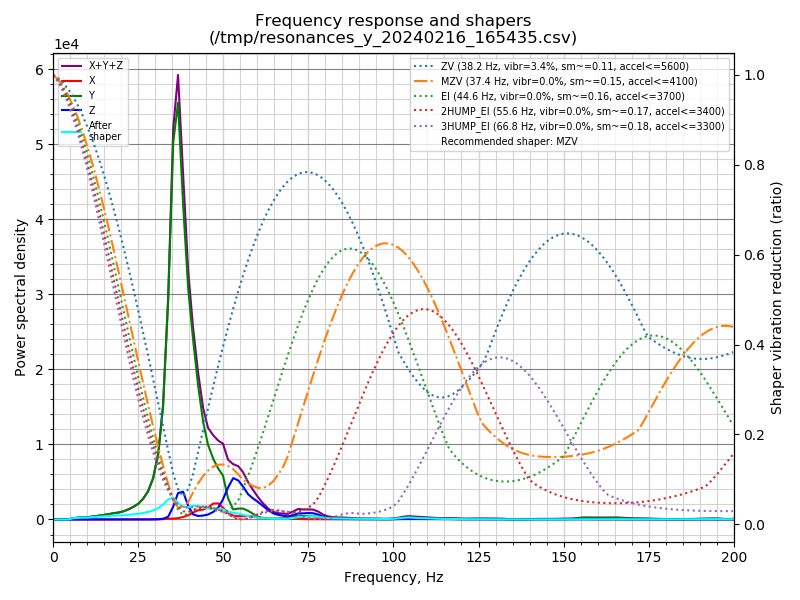 Frequency response and shapers
(/tmp/resonances_y_20240216_165435.csv)
1e4
X+Y+Z
X
Y
Z
After
shaper
ZV (38.2 Hz, vibr=3.4%, sm~=0.11, accel<=5600)
MZV (37.4 Hz, vibr=0.0%, sm~=0.15, accel<=4100)
EI (44.6 Hz, vibr=0.0%, sm~=0.16, accel<=3700)
2HUMP_EI (55.6 Hz, vibr=0.0%, sm~=0.17, accel<=3400)
3HUMP_EI (66.8 Hz, vibr=0.0%, sm~=0.18, accel<=3300)
Recommended shaper: MZV
6
5
4
3
2
1
0
Power spectral density
1.0
0.8
0.6
0.4
0.2
0.0
Shaper vibration reduction (ratio)
0 25 50 75 100 125 150 175 200
Frequency, Hz